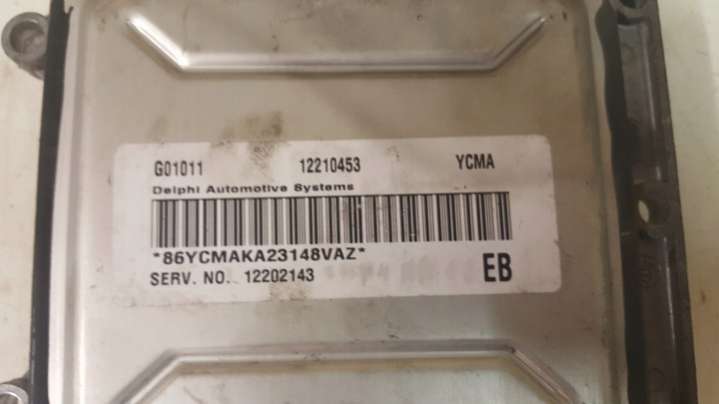 G01011 12210453 YCMA
Delphi Automotive Systems
*86YCMAKA23148VAZ*
SERV. NO. 12202143 EB